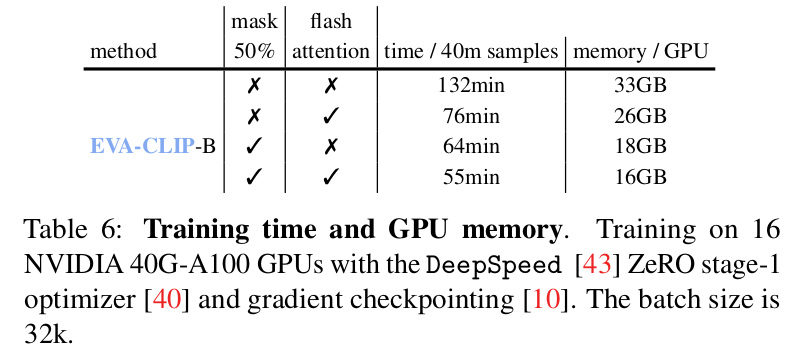 mask flash
method 50% attention time / 40m samples memory / GPU
✗ ✗ 132min 33GB
✗ ✓ 76min 26GB
EVA-CLIP-B ✓ ✗ 64min 18GB
✓ ✓ 55min 16GB
Table 6: Training time and GPU memory. Training on 16
NVIDIA 40G-A100 GPUs with the DeepSpeed [43] ZeRO stage-1
optimizer [40] and gradient checkpointing [10]. The batch size is
32k.